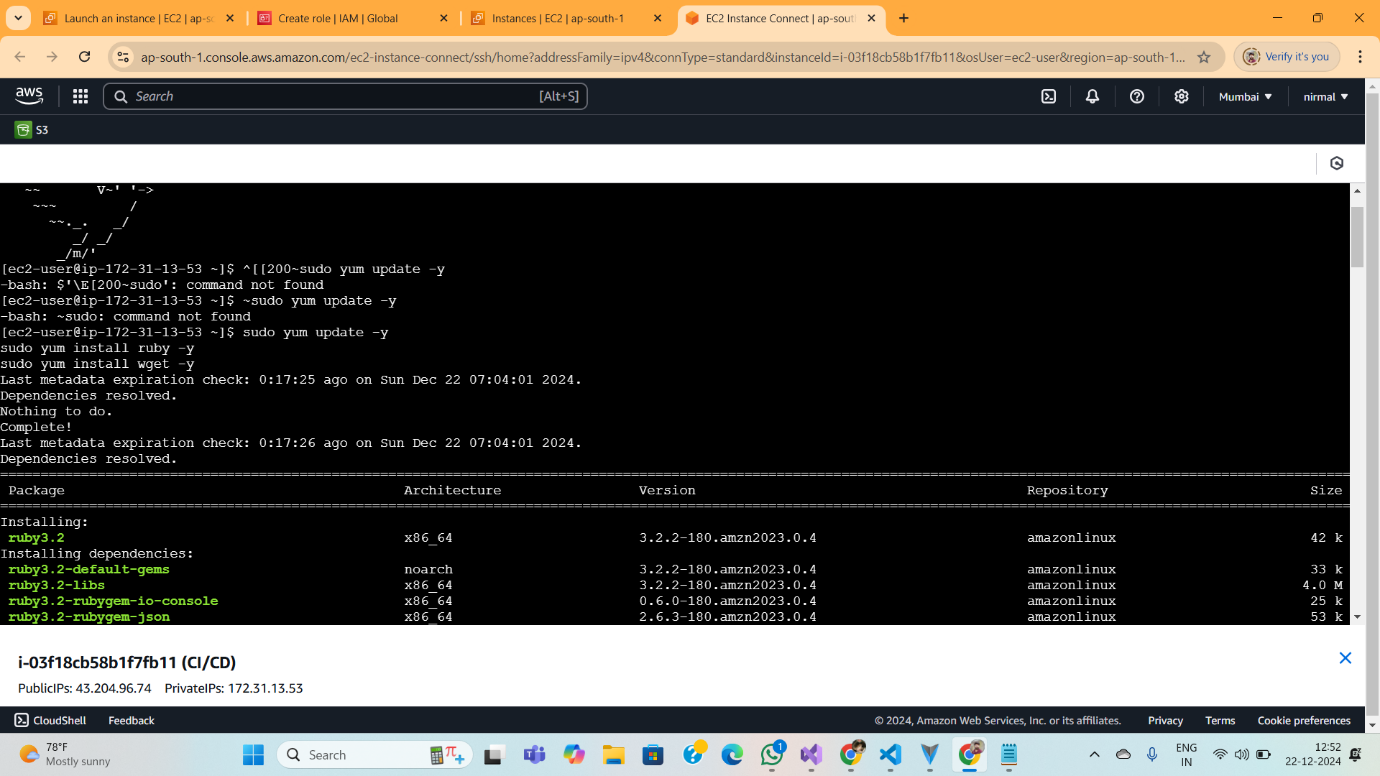 Launch an instance | EC2 | ap-so
Create role | IAM | Global
Instances | EC2 | ap-south-1
EC2 Instance Connect | ap-south
ap-south-1.console.aws.amazon.com/ec2-instance-connect/ssh/home?addressFamily=ipv4&connType=standard&instanceId=i-03f18cb58b1f7fb11&osUser=ec2-user&region=ap-south-1...
Verify it's you
aws
Search
[Alt+S]
Mumbai
nirmal
S3
~~       V~' '->
~~~         /
~~._.   _/
_/ _/
_/m/'
[ec2-user@ip-172-31-13-53 ~]$ ^[[200~sudo yum update -y
-bash: $'\E[200~sudo': command not found
[ec2-user@ip-172-31-13-53 ~]$ ~sudo yum update -y
-bash: ~sudo: command not found
[ec2-user@ip-172-31-13-53 ~]$ sudo yum update -y
sudo yum install ruby -y
sudo yum install wget -y
Last metadata expiration check: 0:17:25 ago on Sun Dec 22 07:04:01 2024.
Dependencies resolved.
Nothing to do.
Complete!
Last metadata expiration check: 0:17:26 ago on Sun Dec 22 07:04:01 2024.
Dependencies resolved.
Package Architecture Version Repository Size
Installing:
ruby3.2 x86_64 3.2.2-180.amzn2023.0.4 amazonlinux 42 k
Installing dependencies:
ruby3.2-default-gems noarch 3.2.2-180.amzn2023.0.4 amazonlinux 33 k
ruby3.2-libs x86_64 3.2.2-180.amzn2023.0.4 amazonlinux 4.0 M
ruby3.2-rubygem-io-console x86_64 0.6.0-180.amzn2023.0.4 amazonlinux 25 k
ruby3.2-rubygem-json x86_64 2.6.3-180.amzn2023.0.4 amazonlinux 53 k
i-03f18cb58b1f7fb11 (CI/CD)
PublicIPs: 43.204.96.74 PrivateIPs: 172.31.13.53
CloudShell Feedback © 2024, Amazon Web Services, Inc. or its affiliates. Privacy Terms Cookie preferences
78°F
Mostly sunny
Search
1
ENG
IN
12:52
22-12-2024